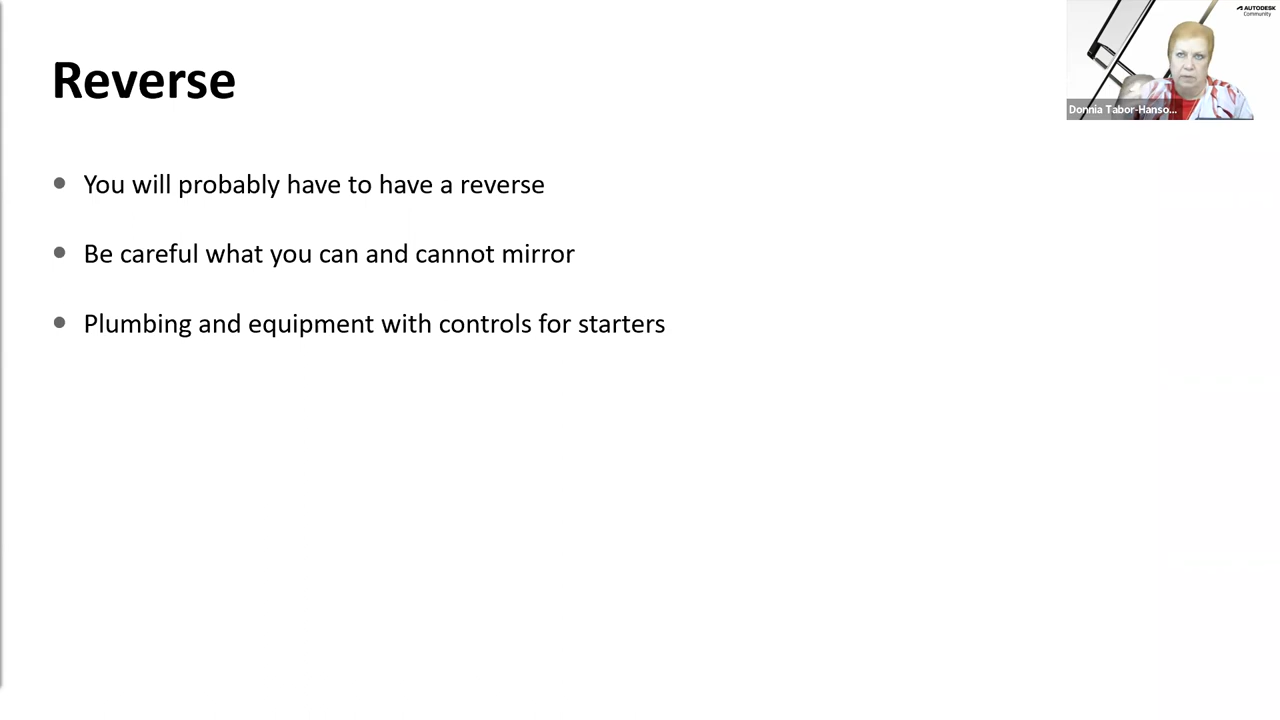 Reverse
AUTODESK
Community
Donnia Tabor-Hanso...
You will probably have to have a reverse
Be careful what you can and cannot mirror
Plumbing and equipment with controls for starters